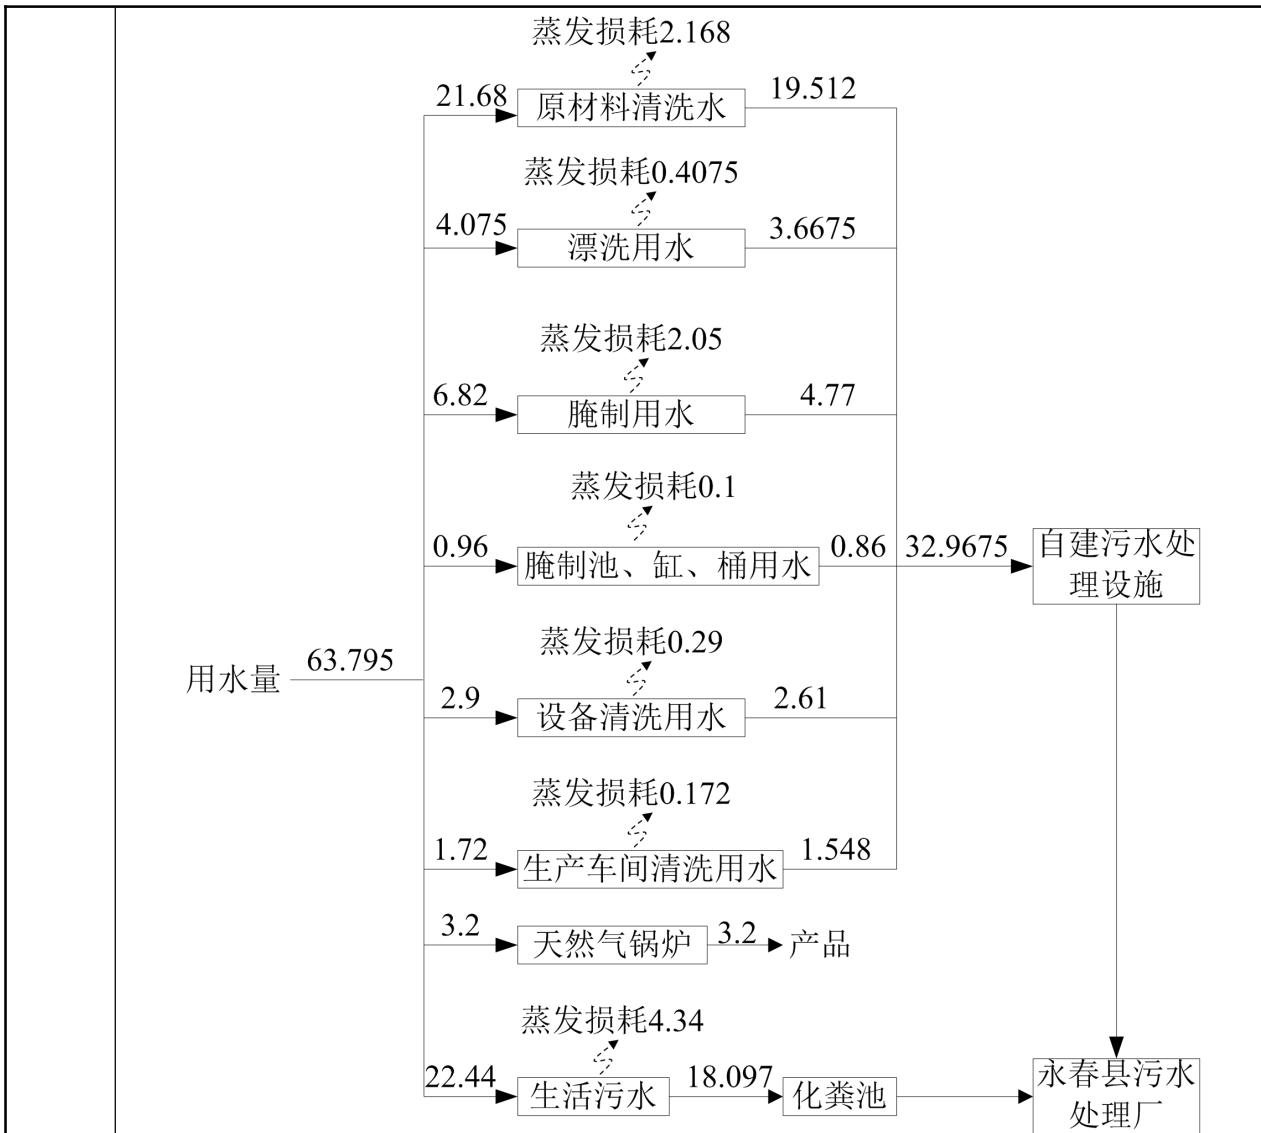 蒸发损耗2.168
21.68
原材料清洗水
19.512
蒸发损耗0.4075
4.075
漂洗用水
3.6675
蒸发损耗2.05
6.82
腌制用水
4.77
蒸发损耗0.1
0.96
腌制池、缸、桶用水
0.86
32.9675
自建污水处
理设施
蒸发损耗0.29
用水量
63.795
2.9
设备清洗用水
2.61
蒸发损耗0.172
1.72
生产车间清洗用水
1.548
3.2
天然气锅炉
3.2
产品
蒸发损耗4.34
22.44
生活污水
18.097
化粪池
永春县污水
处理厂